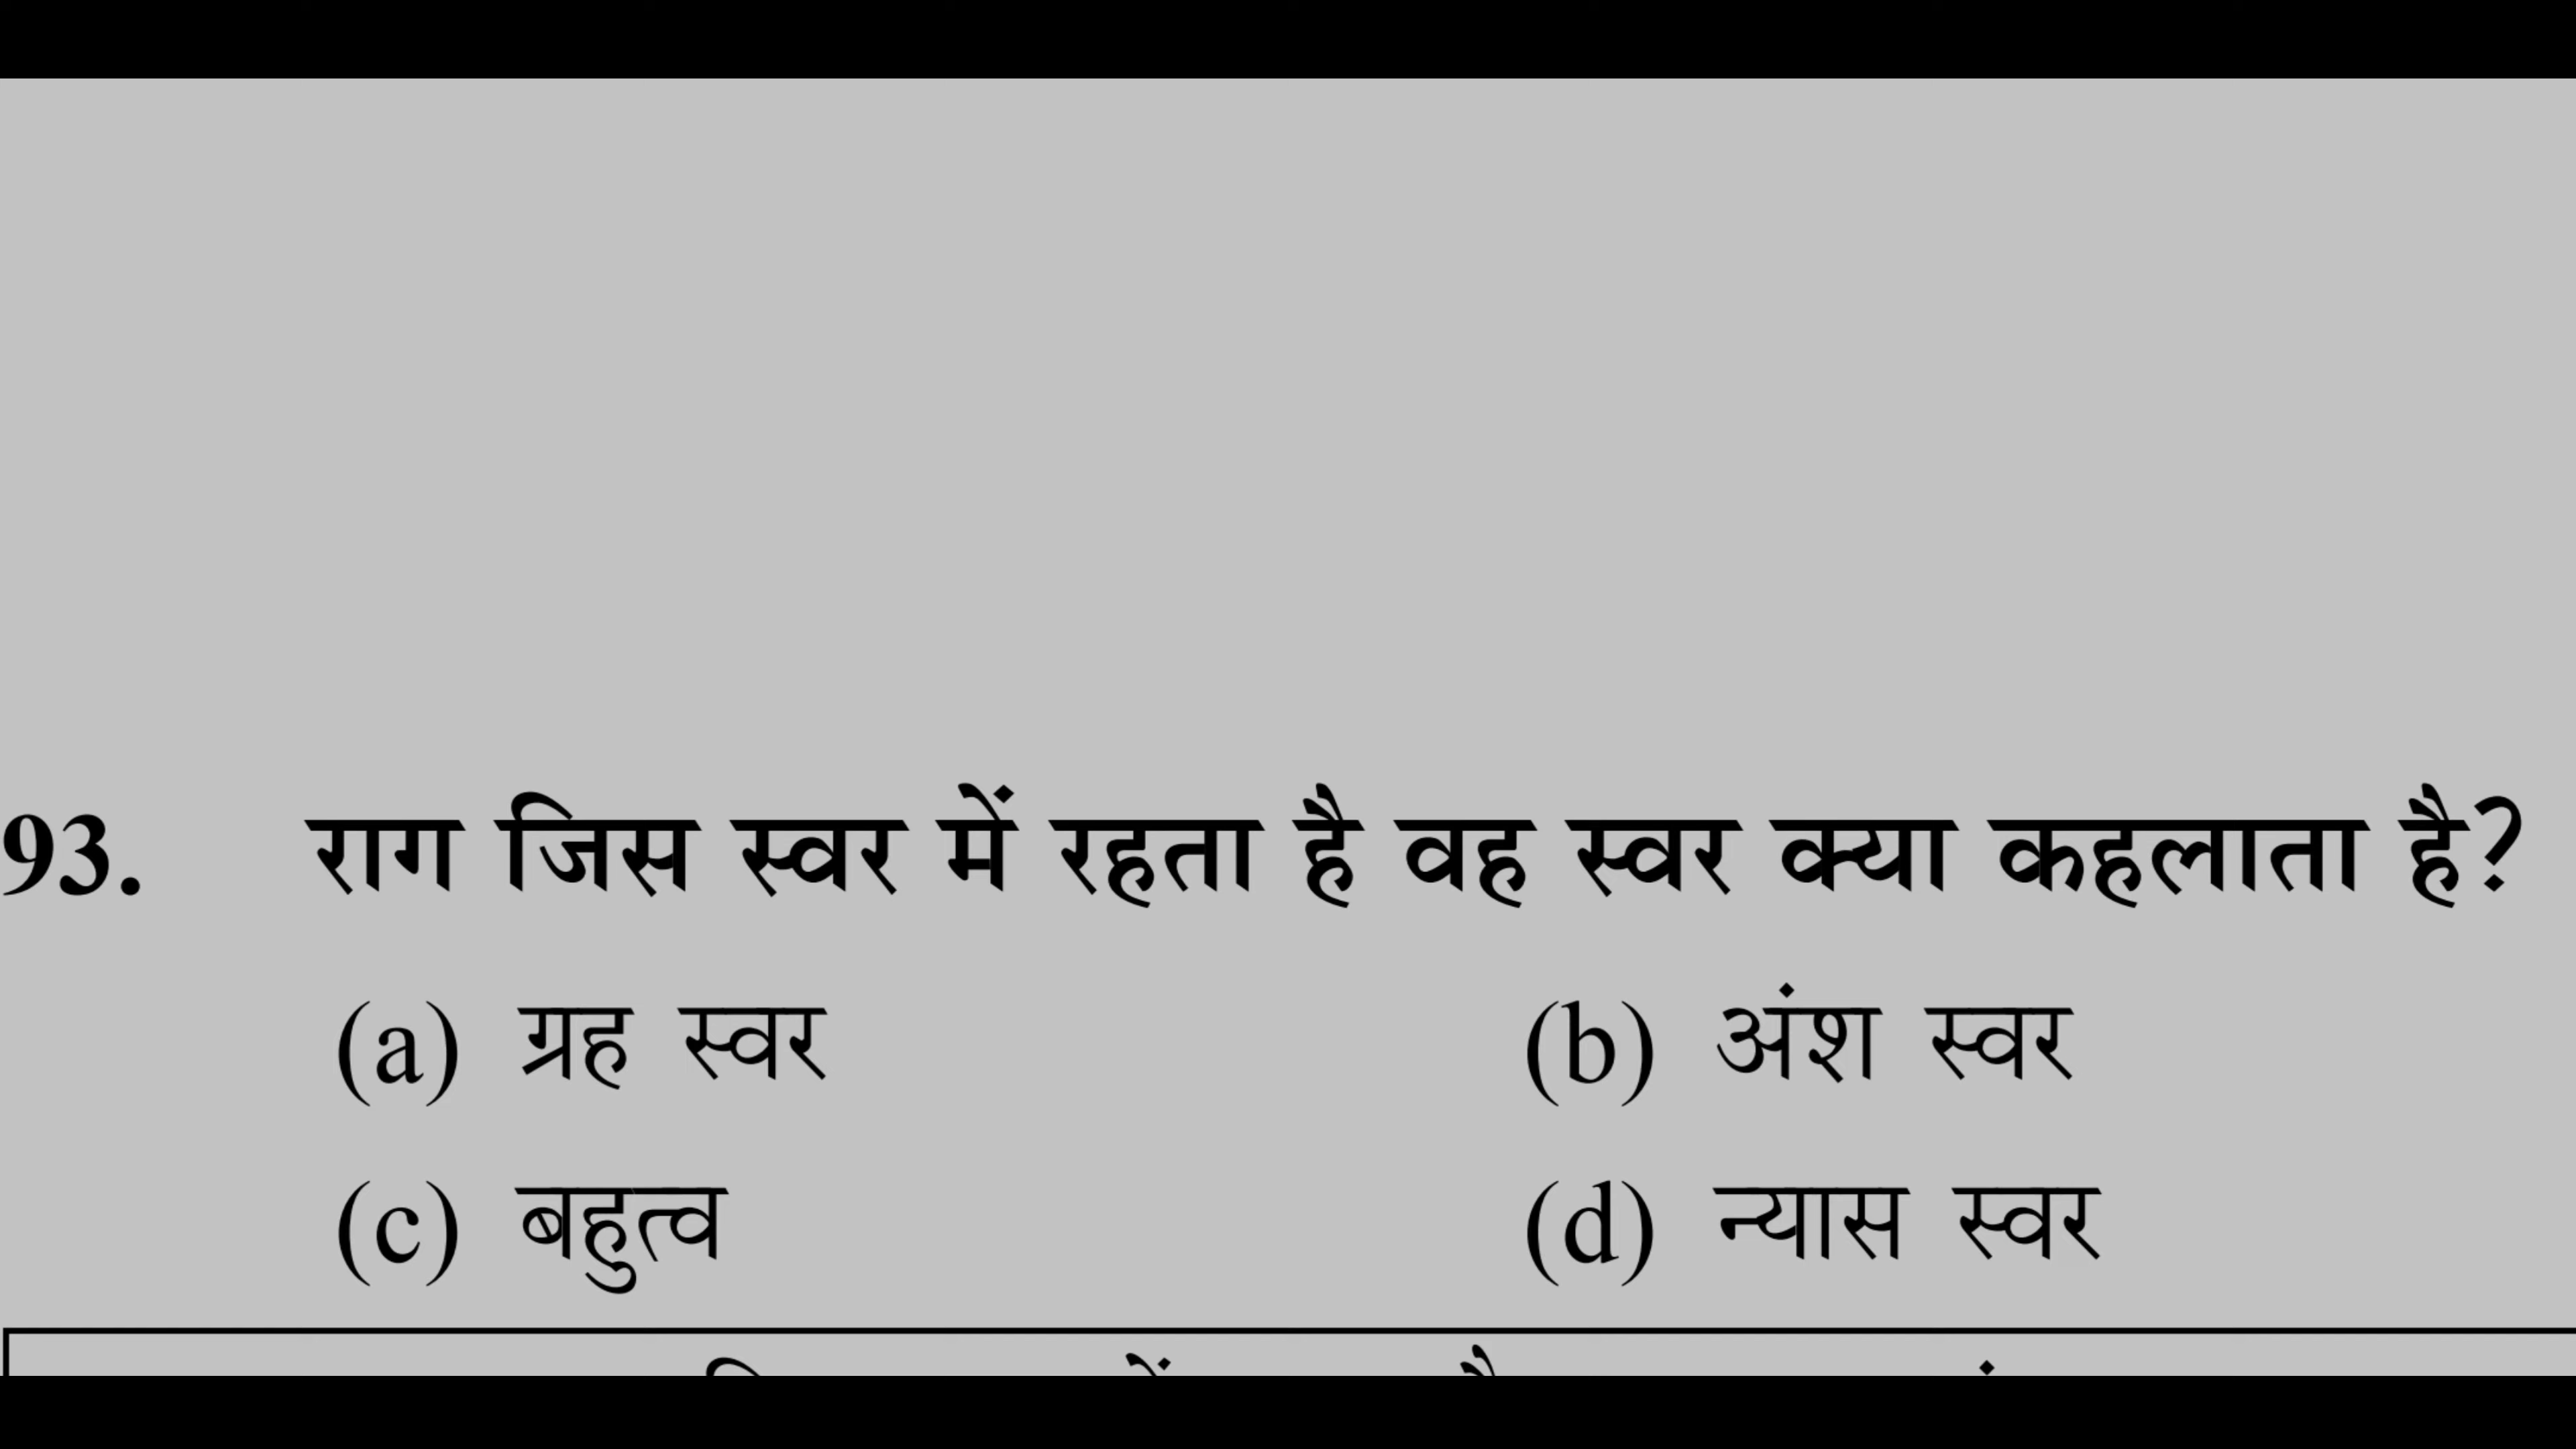 93. राग जिस स्वर में रहता है वह स्वर क्या कहलाता है?
(a) ग्रह स्वर (b) अंश स्वर
(c) बहुत्व (d) न्यास स्वर